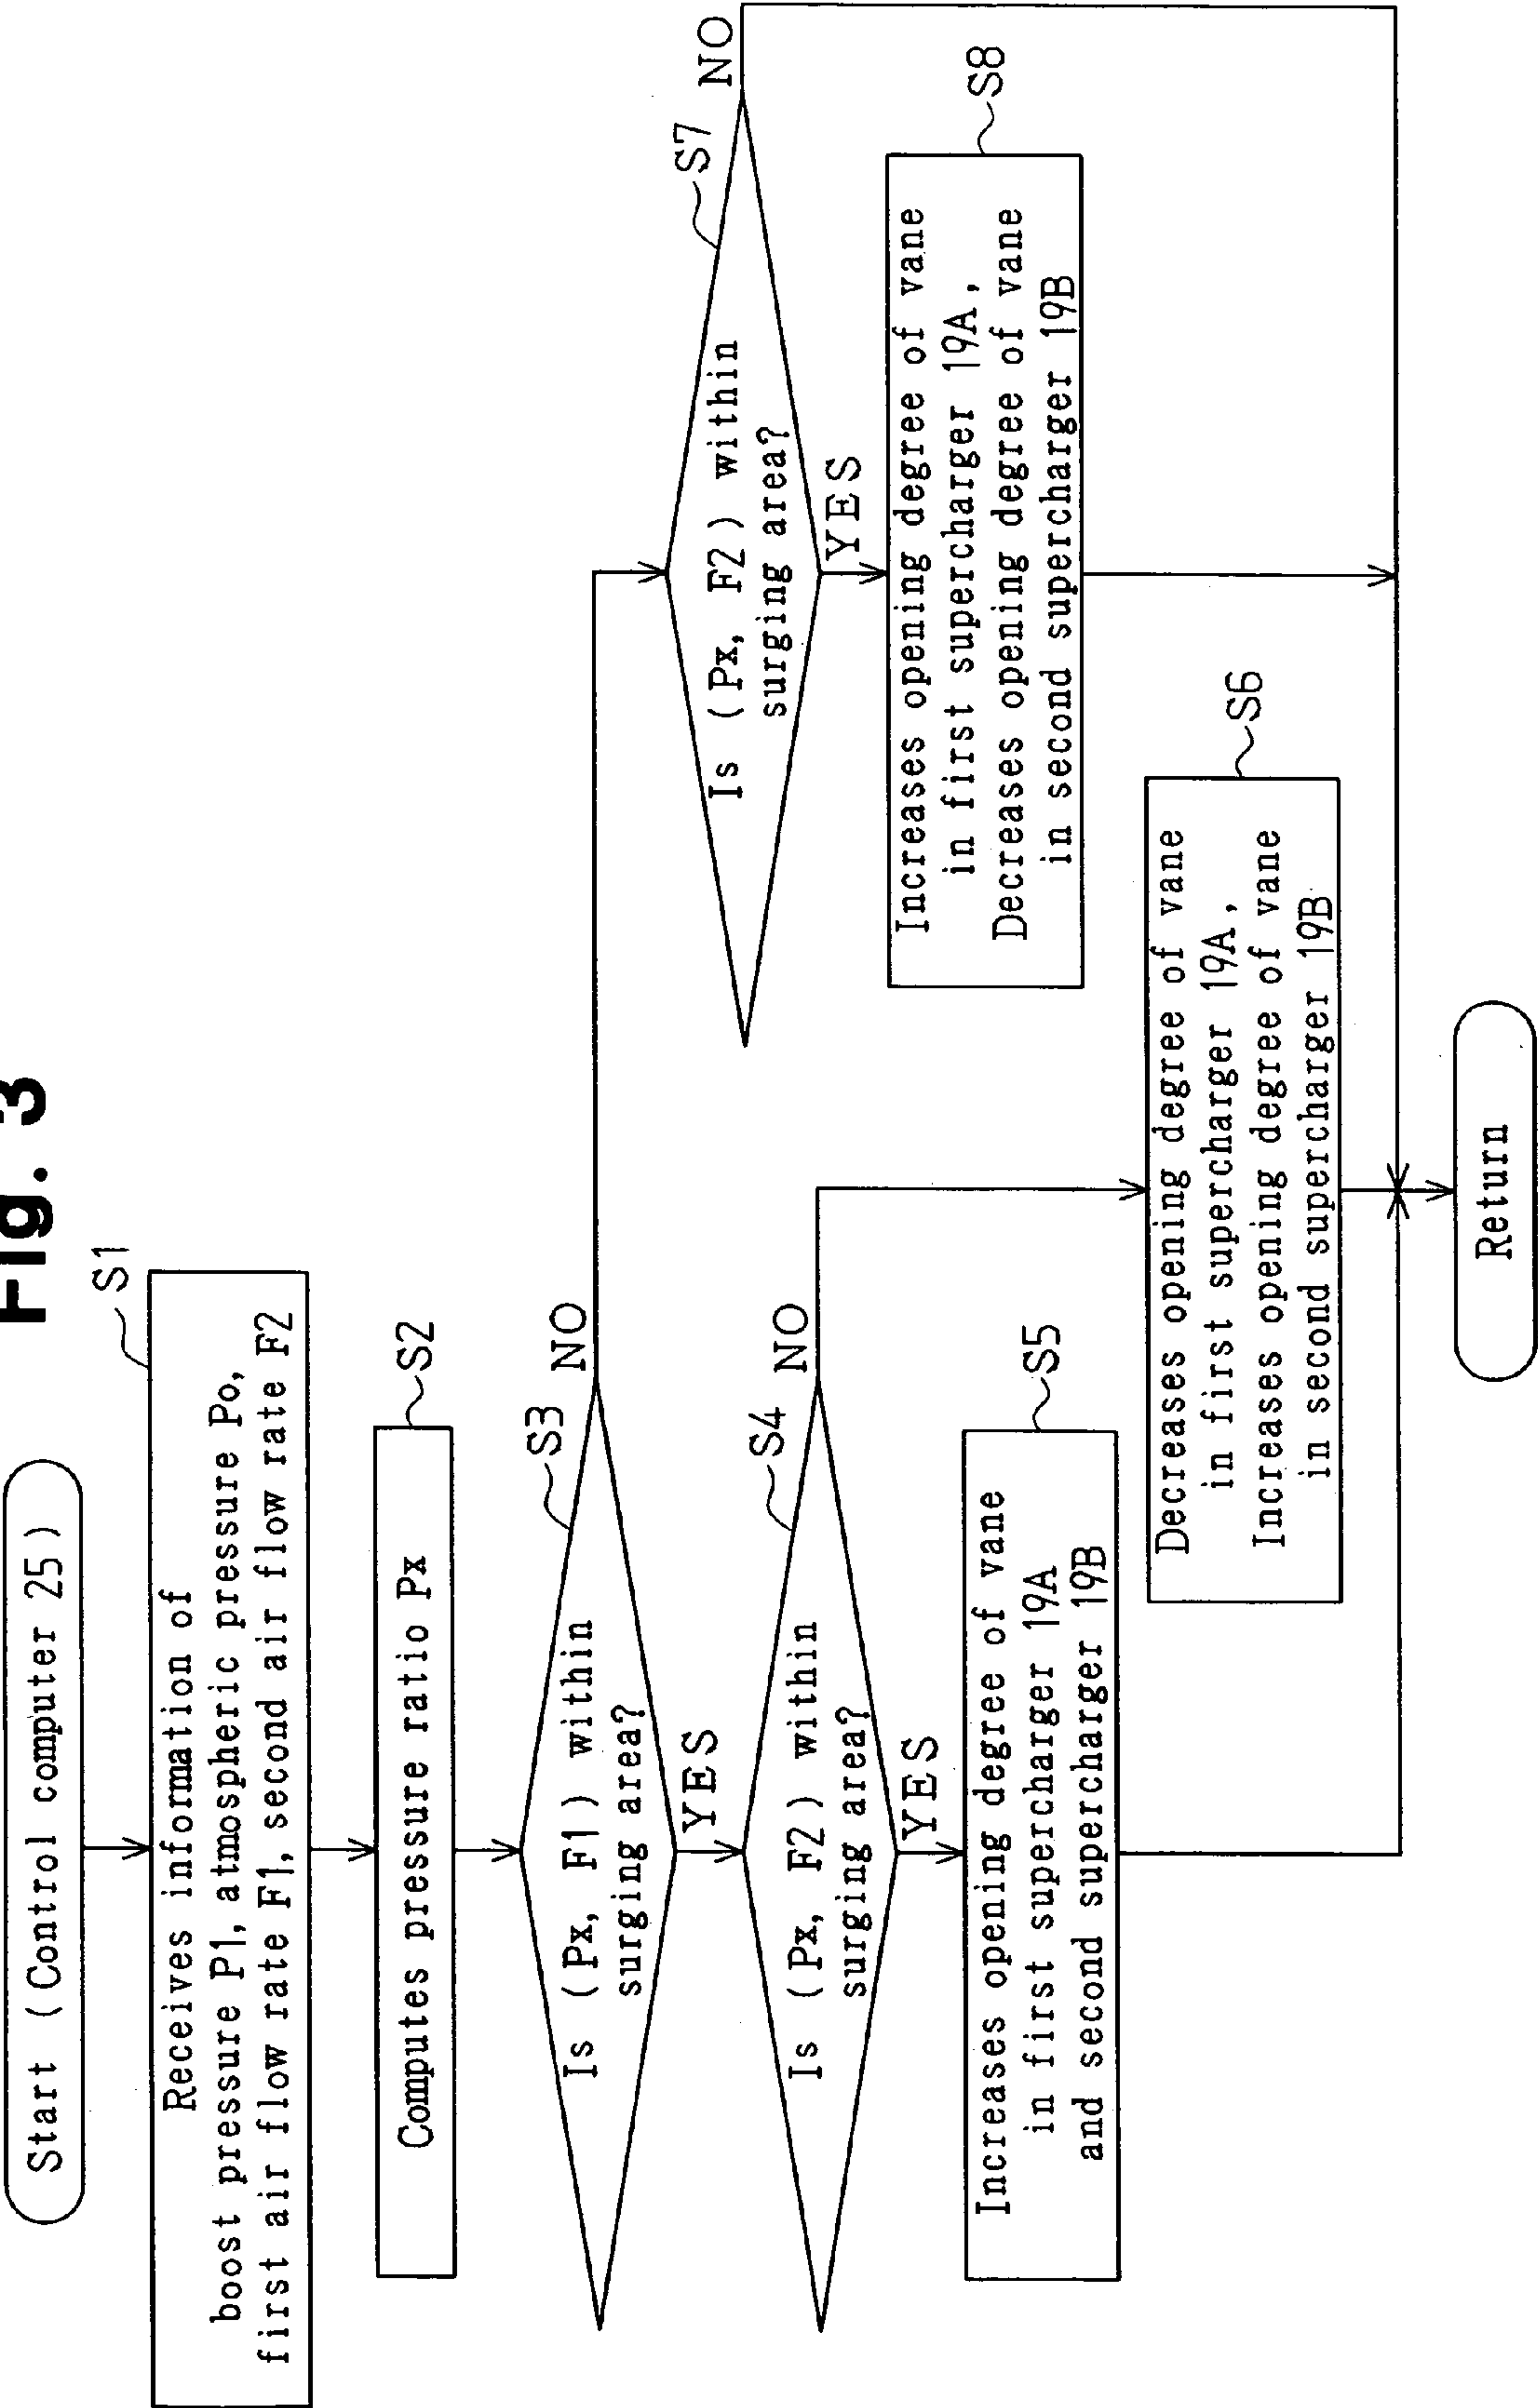 Fig. 3
Start (Control computer 25)
S1
Receives information of
boost pressure P1, atmospheric pressure Po,
first air flow rate F1, second air flow rate F2
S2
Computes pressure ratio Px
S3
Is (Px, F1) within
surging area?
NO
YES
S4
Is (Px, F2) within
surging area?
NO
YES
S5
Increases opening degree of vane
in first supercharger 19A
and second supercharger 19B
S6
Decreases opening degree of vane
in first supercharger 19A,
Increases opening degree of vane
in second supercharger 19B
S7
Is (Px, F2) within
surging area?
NO
YES
S8
Increases opening degree of vane
in first supercharger 19A,
Decreases opening degree of vane
in second supercharger 19B
Return